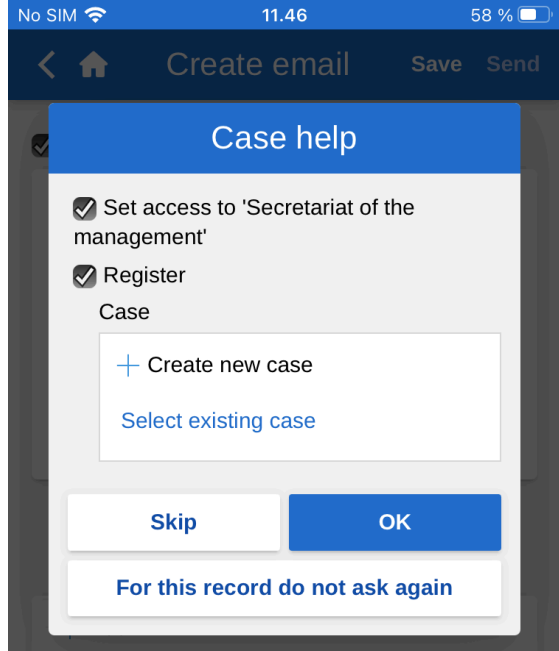 No SIM 11.46 58 %
Create email Save Send
Case help
Set access to 'Secretariat of the
management'
Register
Case
Create new case
Select existing case
Skip OK
For this record do not ask again